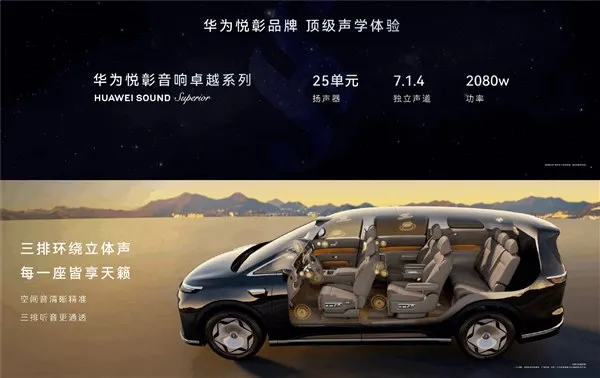 华为悦彰品牌 顶级声学体验
华为悦彰音响卓越系列
HUAWEI SOUND Superior
25单元
扬声器
7.1.4
独立声道
2080w
功率
三排环绕立体声
每一座皆享天籁
空间音清晰精准
三排听音更通透